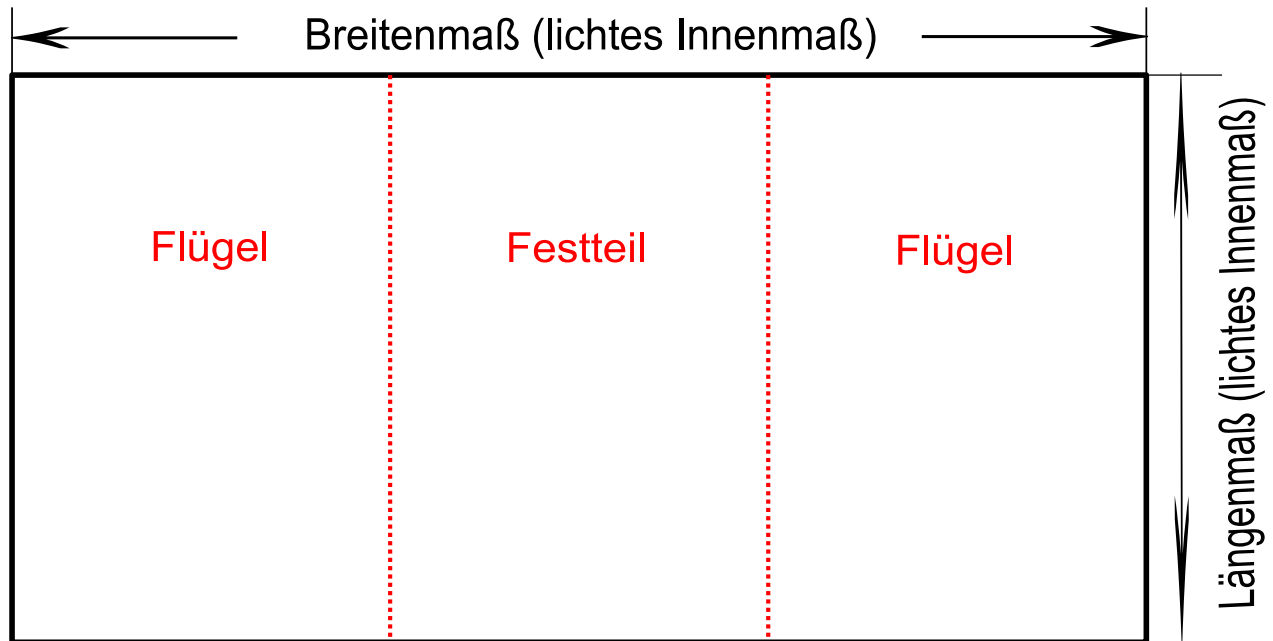 Breitenmaß (lichtes Innenmaß)
Flügel
Festteil
Flügel
Längenmaß (lichtes Innenmaß)